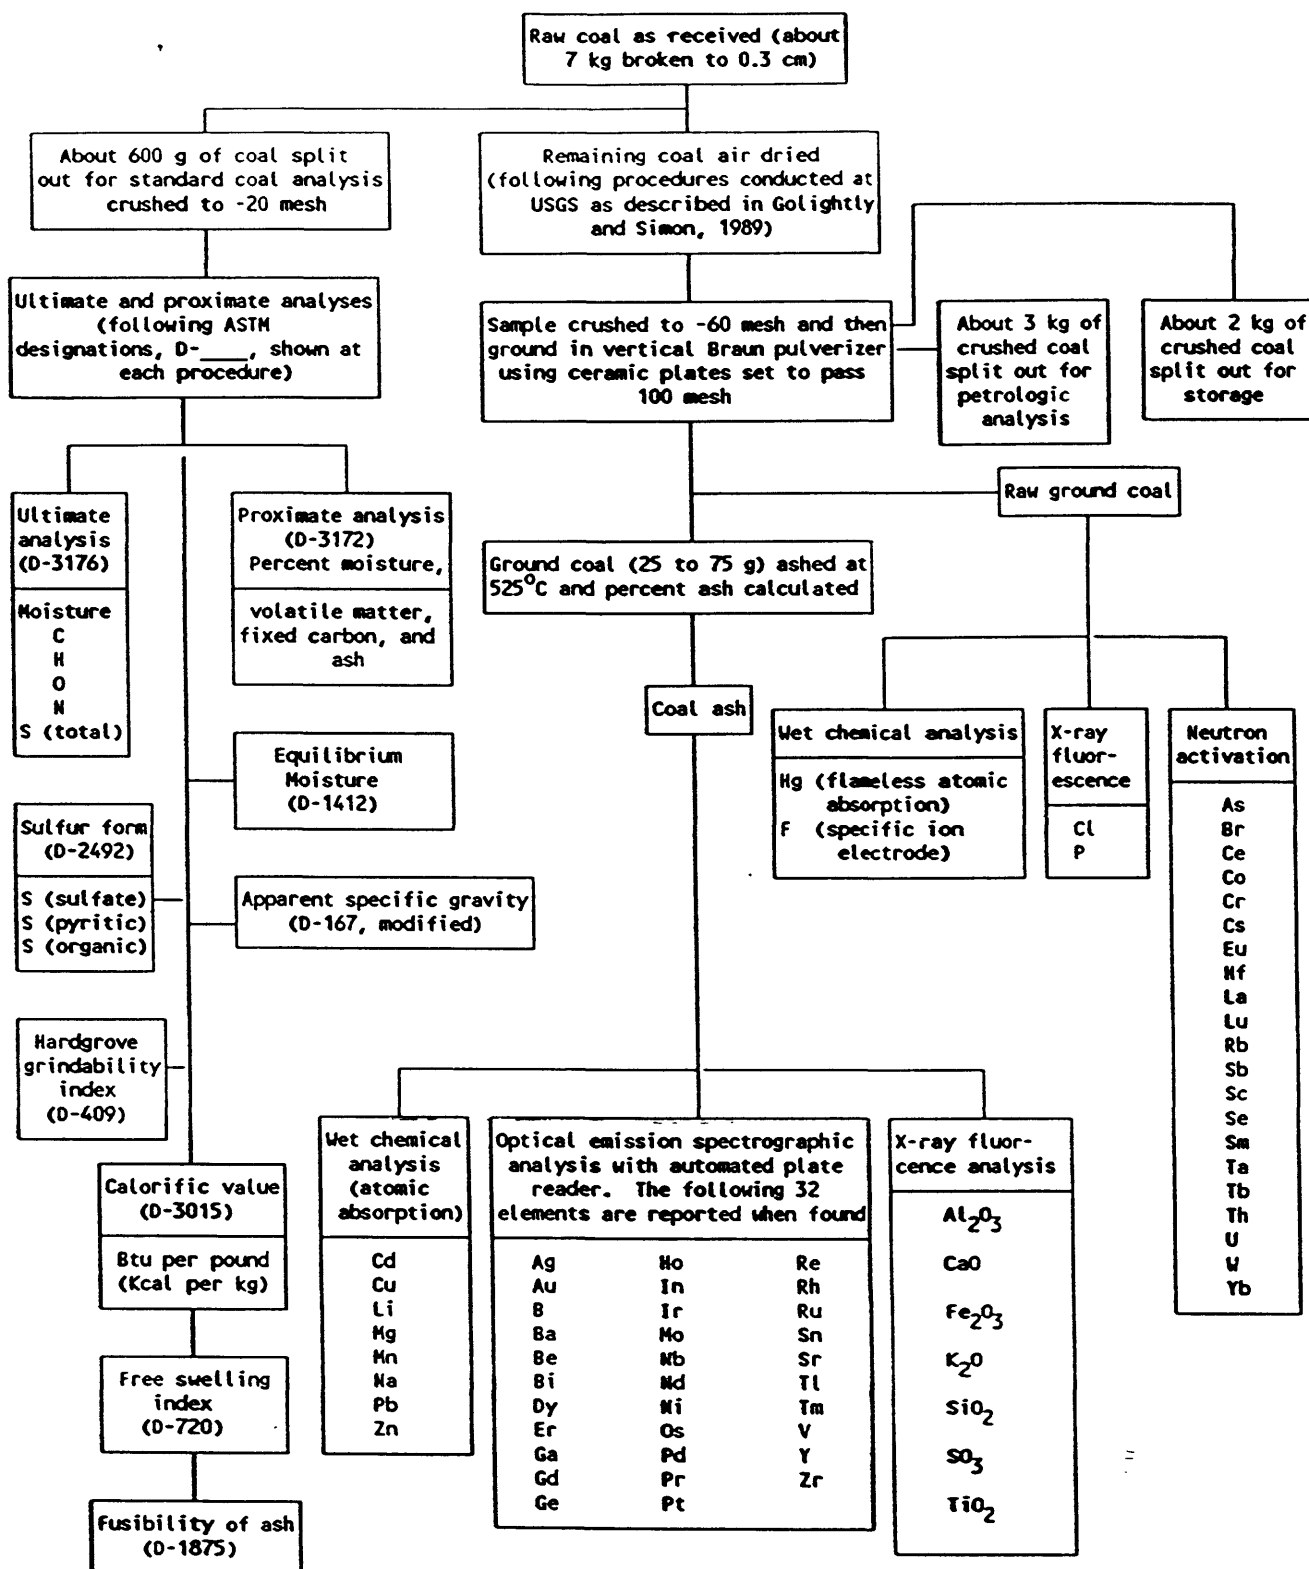 Raw coal as received (about
7 kg broken to 0.3 cm)
About 600 g of coal split
out for standard coal analysis
crushed to -20 mesh
Remaining coal air dried
(following procedures conducted at
USGS as described in Golightly
and Simon, 1989)
Ultimate and proximate analyses
(following ASTM
designations, D-____, shown at
each procedure)
Sample crushed to -60 mesh and then
ground in vertical Braun pulverizer
using ceramic plates set to pass
100 mesh
About 3 kg of
crushed coal
split out for
petrologic
analysis
About 2 kg of
crushed coal
split out for
storage
Raw ground coal
Ultimate
analysis
(D-3176)
Moisture
C
H
O
N
S (total)
Proximate analysis
(D-3172)
Percent moisture,
volatile matter,
fixed carbon, and
ash
Ground coal (25 to 75 g) ashed at
525°C and percent ash calculated
Coal ash
Wet chemical analysis
Hg (flameless atomic
absorption)
F (specific ion
electrode)
X-ray
fluor-
escence
Cl
P
Neutron
activation
As
Br
Ce
Co
Cr
Cs
Eu
Hf
La
Lu
Rb
Sb
Sc
Se
Sm
Ta
Tb
Th
U
W
Yb
Equilibrium
Moisture
(D-1412)
Sulfur form
(D-2492)
S (sulfate)
S (pyritic)
S (organic)
Apparent specific gravity
(D-167, modified)
Hardgrove
grindability
index
(D-409)
Calorific value
(D-3015)
Btu per pound
(Kcal per kg)
Free swelling
index
(D-720)
Fusibility of ash
(D-1875)
Wet chemical
analysis
(atomic
absorption)
Cd
Cu
Li
Mg
Mn
Na
Pb
Zn
Optical emission spectrographic
analysis with automated plate
reader. The following 32
elements are reported when found
Ag Ho Re
Au In Rh
B Ir Ru
Ba Mo Sn
Be Nb Sr
Bi Nd Tl
Dy Ni Tm
Er Os V
Ga Pd Y
Gd Pr Zr
Ge Pt
X-ray fluor-
cence analysis
Al₂O₃
CaO
Fe₂O₃
K₂O
SiO₂
SO₃
TiO₂